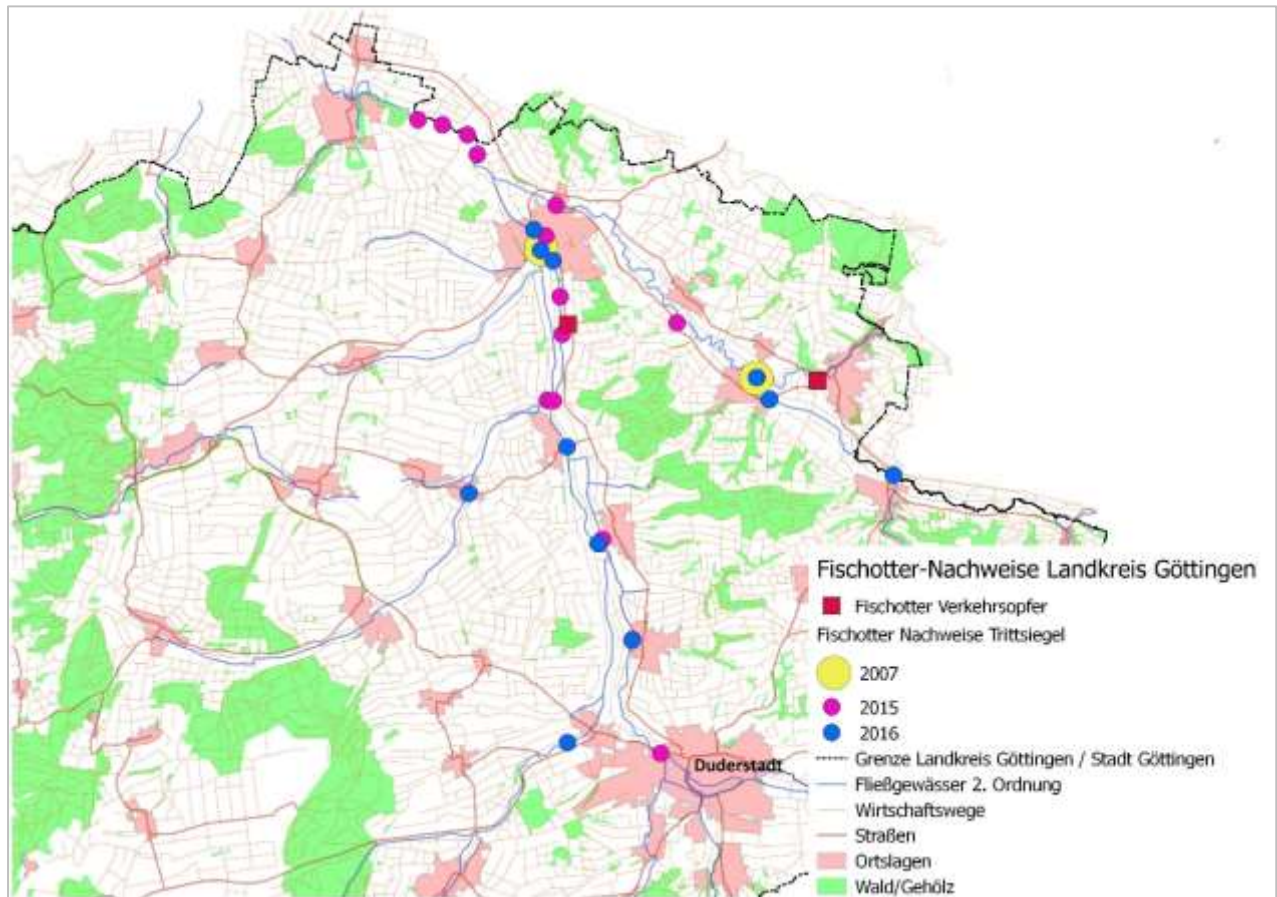 Fischotter-Nachweise Landkreis Göttingen
Fischotter Verkehrsopfer
Fischotter Nachweise Trittsiegel
2007
2015
2016
Duderstadt
Grenze Landkreis Göttingen / Stadt Göttingen
Fließgewässer 2. Ordnung
Wirtschaftswege
Straßen
Ortslagen
Wald/Gehölz